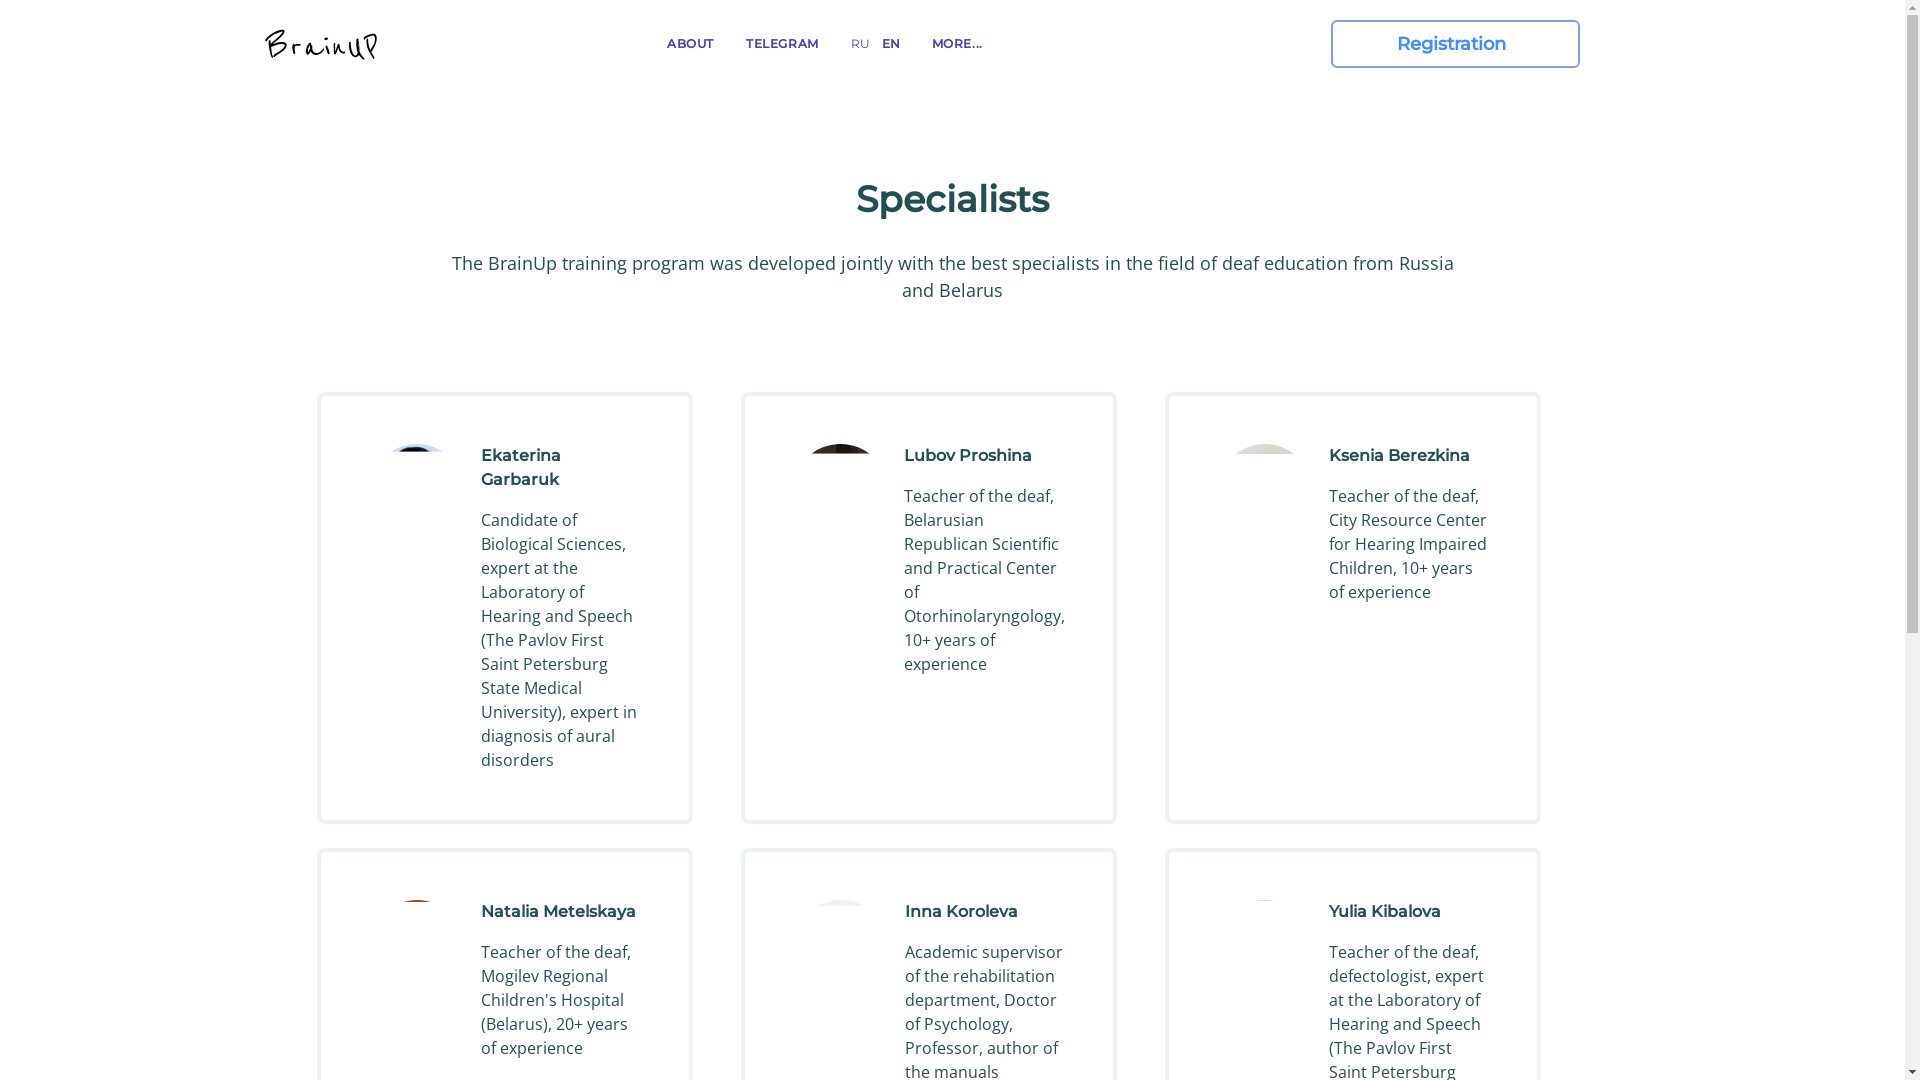 BrainUP
ABOUT
TELEGRAM
RU
EN
MORE...
Registration
Specialists
The BrainUp training program was developed jointly with the best specialists in the field of deaf education from Russia
and Belarus
Ekaterina
Garbaruk
Candidate of
Biological Sciences,
expert at the
Laboratory of
Hearing and Speech
(The Pavlov First
Saint Petersburg
State Medical
University), expert in
diagnosis of aural
disorders
Lubov Proshina
Teacher of the deaf,
Belarusian
Republican Scientific
and Practical Center
of
Otorhinolaryngology,
10+ years of
experience
Ksenia Berezkina
Teacher of the deaf,
City Resource Center
for Hearing Impaired
Children, 10+ years
of experience
Natalia Metelskaya
Teacher of the deaf,
Mogilev Regional
Children's Hospital
(Belarus), 20+ years
of experience
Inna Koroleva
Academic supervisor
of the rehabilitation
department, Doctor
of Psychology,
Professor, author of
the manuals
Yulia Kibalova
Teacher of the deaf,
defectologist, expert
at the Laboratory of
Hearing and Speech
(The Pavlov First
Saint Petersburg